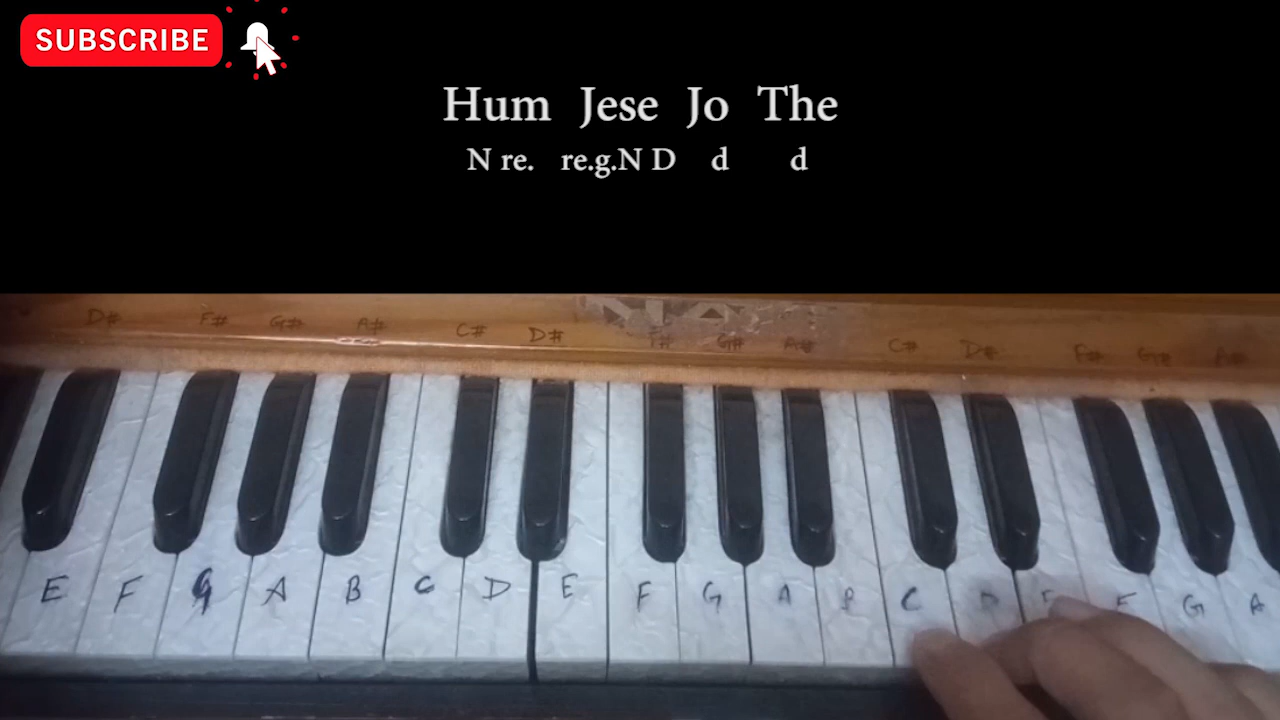 SUBSCRIBE
Hum Jese Jo The
N re. re.g.N D d d
D# F# G# A# C# D# F# G# A# C# D# F# G# A#
E F G A B C D E F G A B C D E F G A